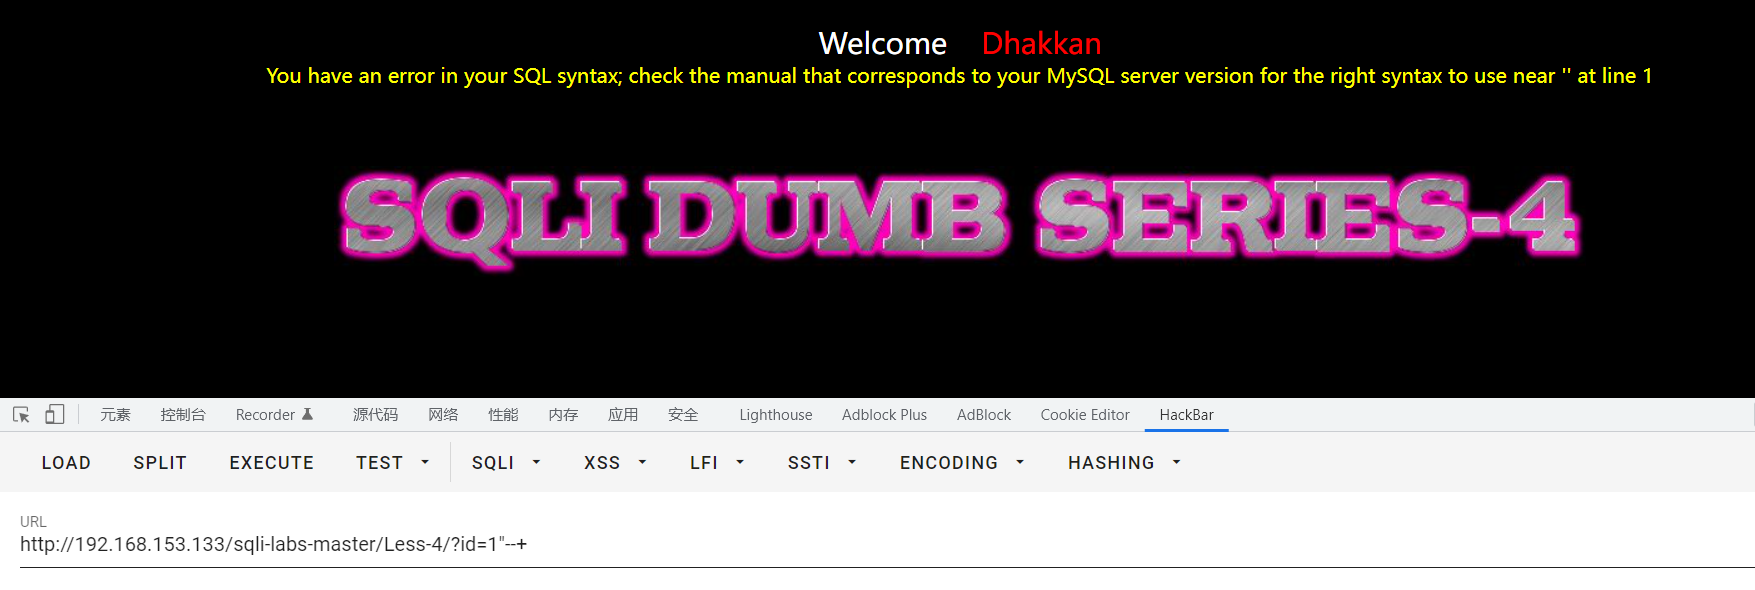 Welcome Dhakkan
You have an error in your SQL syntax; check the manual that corresponds to your MySQL server version for the right syntax to use near '' at line 1
SQLI DUMB SERIES-4
元素 控制台 Recorder 源代码 网络 性能 内存 应用 安全 Lighthouse Adblock Plus AdBlock Cookie Editor HackBar
LOAD SPLIT EXECUTE TEST SQLI XSS LFI SSTI ENCODING HASHING
URL
http://192.168.153.133/sqli-labs-master/Less-4/?id=1"--+